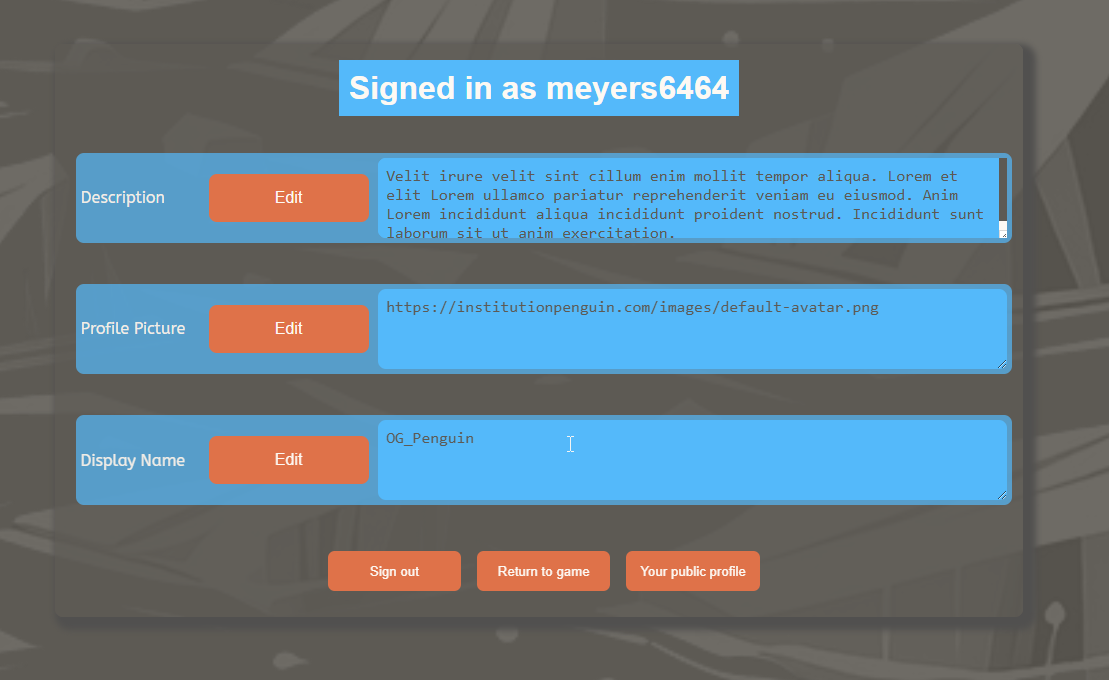 Signed in as meyers6464
Description
Edit
Velit irure velit sint cillum enim mollit tempor aliqua. Lorem et
elit Lorem ullamco pariatur reprehenderit veniam eu eiusmod. Anim
Lorem incididunt aliqua incididunt proident nostrud. Incididunt sunt
laborum sit ut anim exercitation.
Profile Picture
Edit
https://institutionpenguin.com/images/default-avatar.png
Display Name
Edit
OG_Penguin
Sign out
Return to game
Your public profile